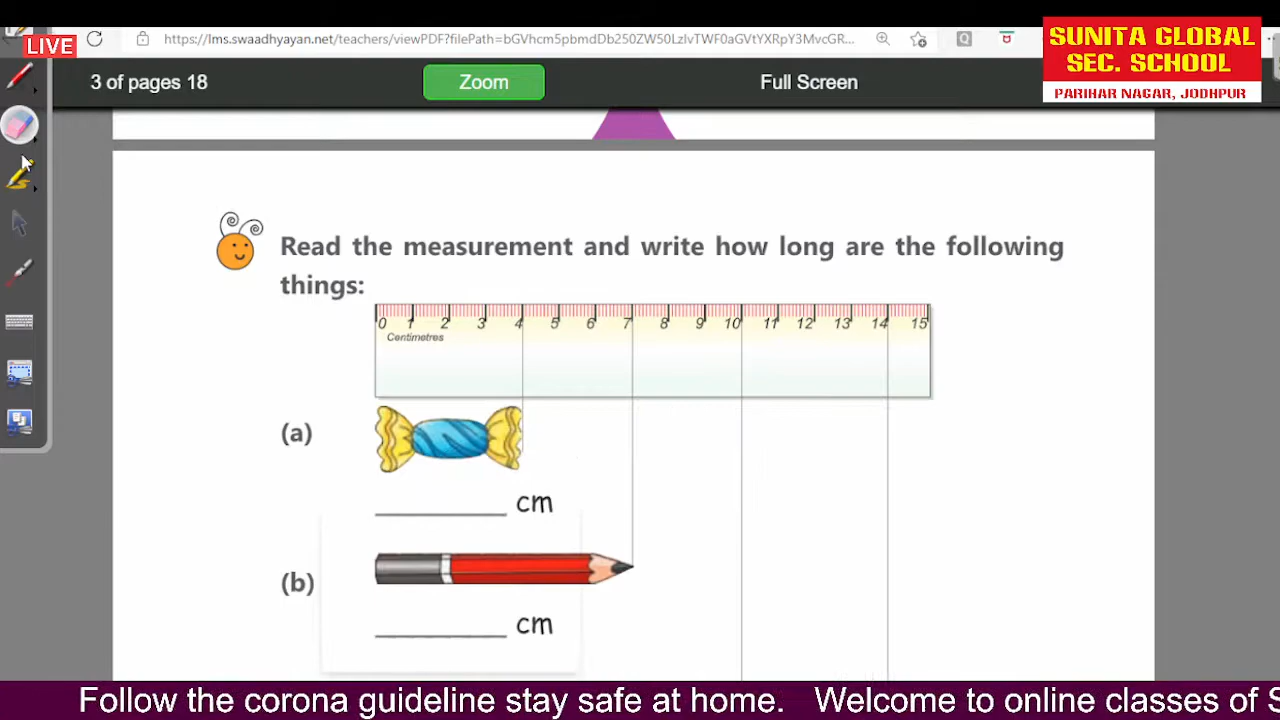 LIVE
https://lms.swaadhyayan.net/teachers/viewPDF?filePath=bGVhcm5pbmdDb250ZW50LzIvTWF0aGVtYXRpY3MvcGR...
SUNITA GLOBAL
SEC. SCHOOL
PARIHAR NAGAR, JODHPUR
3 of pages 18
Zoom
Full Screen
Read the measurement and write how long are the following
things:
0 1 2 3 4 5 6 7 8 9 10 11 12 13 14 15
Centimetres
(a)
________ cm
(b)
________ cm
Follow the corona guideline stay safe at home. Welcome to online classes of S